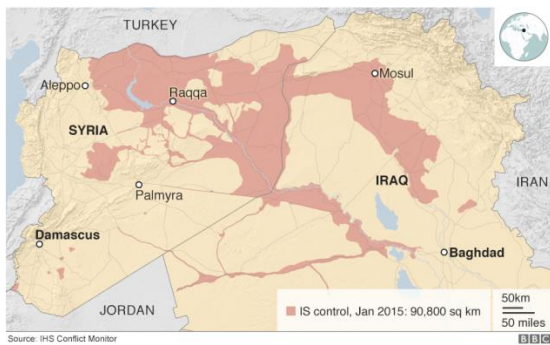 TURKEY
Aleppo
Raqqa
Mosul
SYRIA
IRAQ
IRAN
Palmyra
Damascus
Baghdad
JORDAN
IS control, Jan 2015: 90,800 sq km
50km
50 miles
Source: IHS Conflict Monitor
BBC